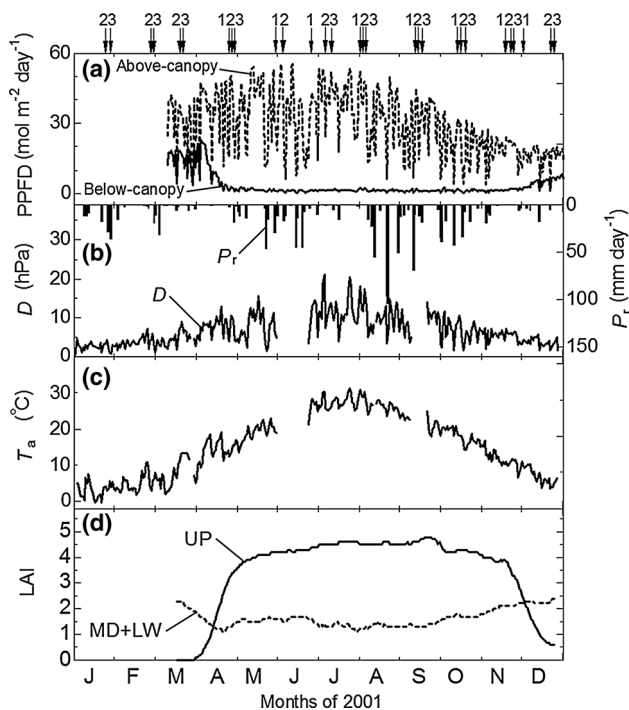 23 23 23 123 12 1 23 123 123 123 123 1 23
(a)
60
30
0
PPFD (mol m⁻² day⁻¹)
Above-canopy
Below-canopy
(b)
30
20
10
0
D (hPa)
Pr
D
0
50
100
150
Pr (mm day⁻¹)
(c)
30
20
10
0
Ta (°C)
(d)
5
4
3
2
1
0
LAI
UP
MD+LW
J F M A M J J A S O N D
Months of 2001